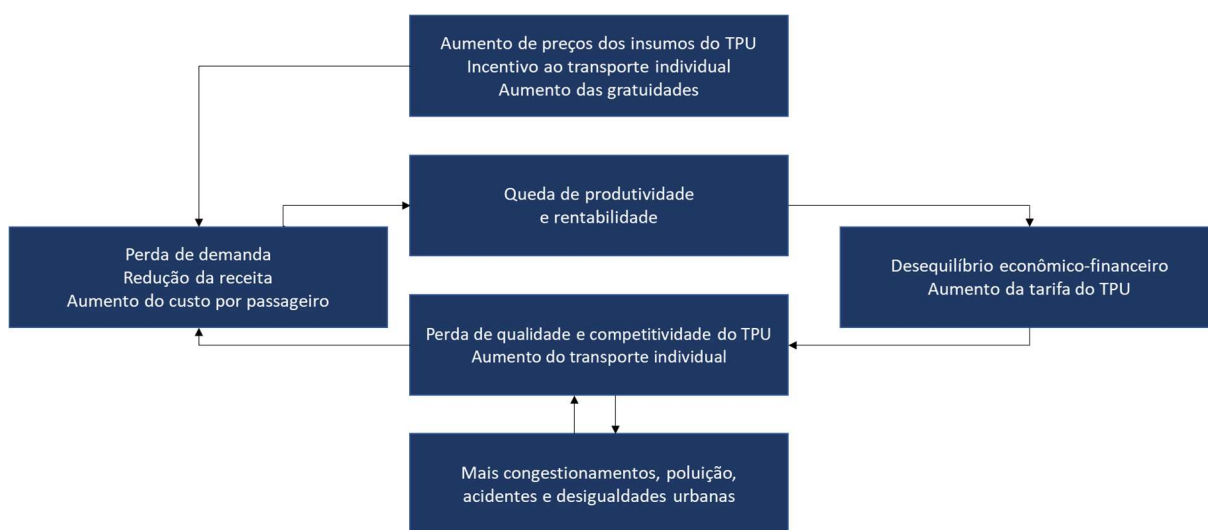 Aumento de preços dos insumos do TPU
Incentivo ao transporte individual
Aumento das gratuidades
Queda de produtividade
e rentabilidade
Perda de demanda
Redução da receita
Aumento do custo por passageiro
Desequilíbrio econômico-financeiro
Aumento da tarifa do TPU
Perda de qualidade e competitividade do TPU
Aumento do transporte individual
Mais congestionamentos, poluição,
acidentes e desigualdades urbanas